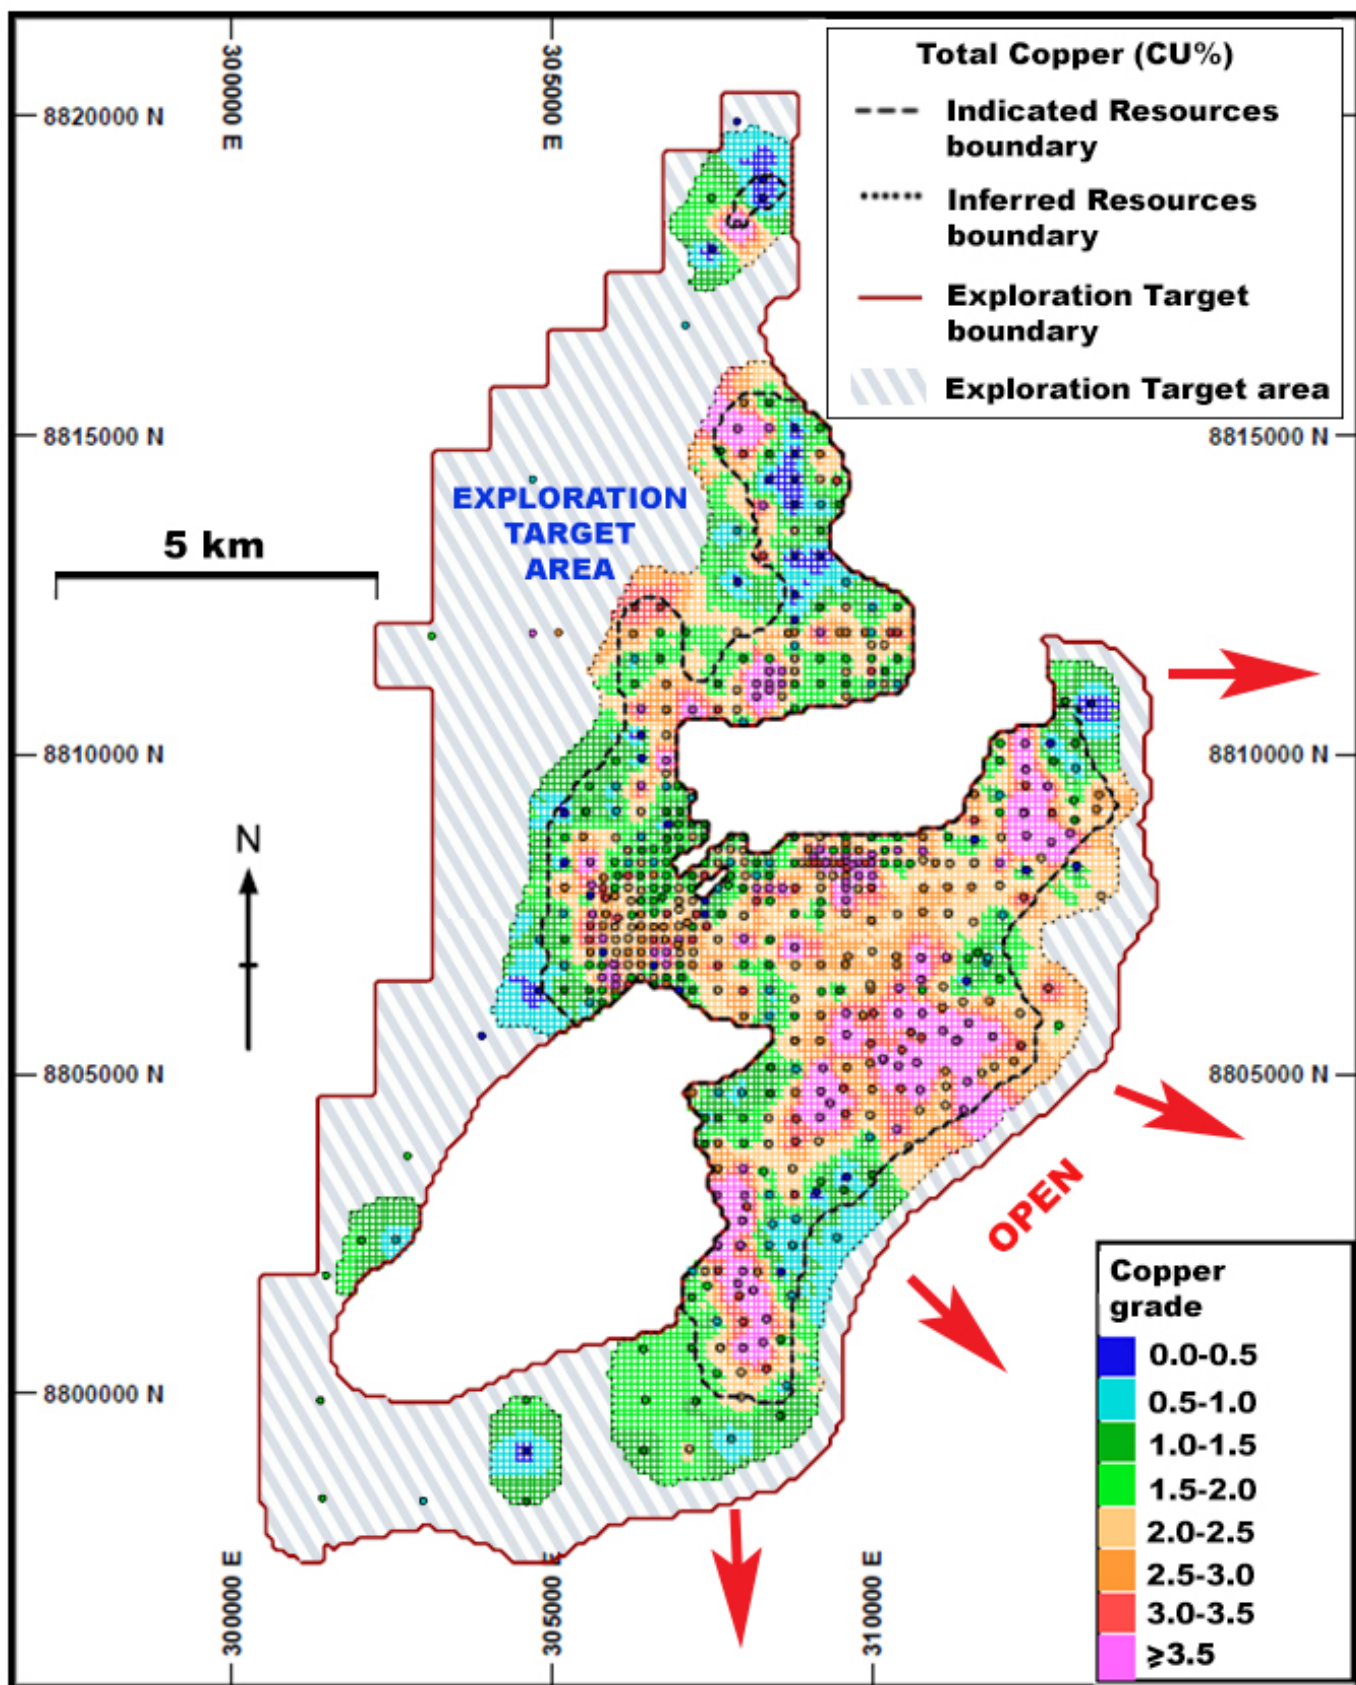 300000 E
305000 E
Total Copper (CU%)
Indicated Resources
boundary
Inferred Resources
boundary
Exploration Target
boundary
Exploration Target area
8820000 N
8815000 N
8815000 N
EXPLORATION
TARGET
AREA
5 km
8810000 N
8810000 N
N
8805000 N
8805000 N
OPEN
Copper
grade
0.0-0.5
0.5-1.0
1.0-1.5
1.5-2.0
2.0-2.5
2.5-3.0
3.0-3.5
⩾3.5
8800000 N
300000 E
305000 E
310000 E